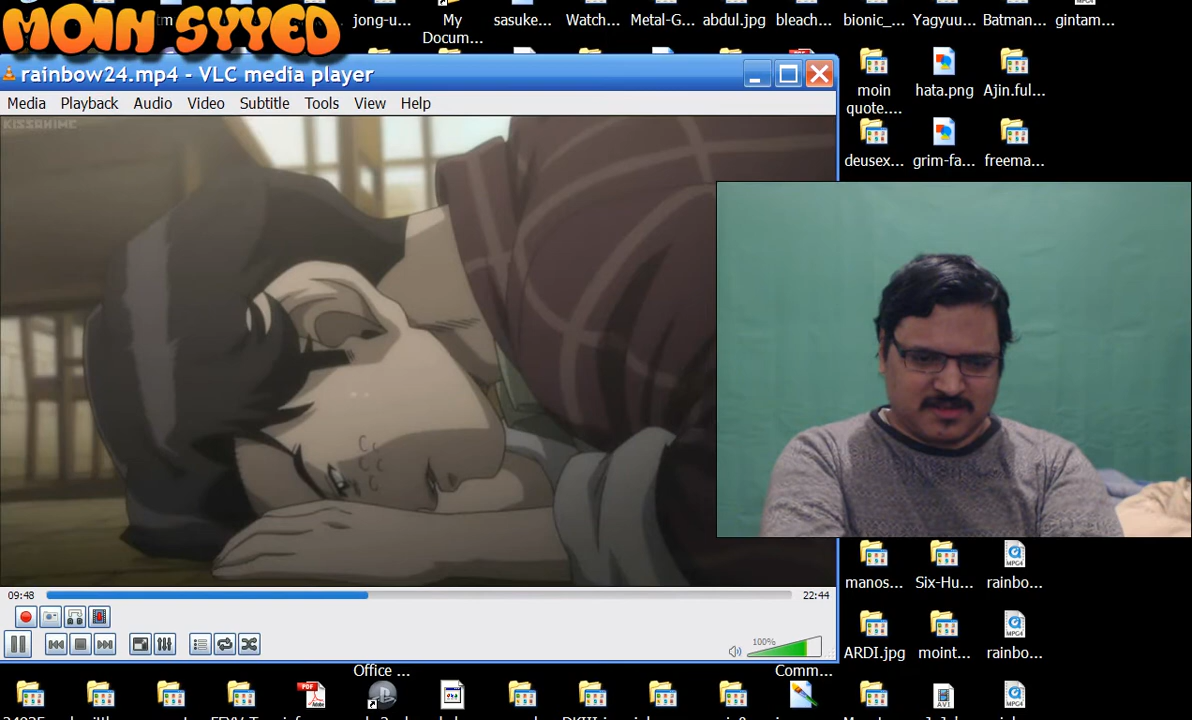 jong-u...
My
Docum...
sasuke...
Watch...
Metal-G...
abdul.jpg
bleach...
bionic_...
Yagyuu...
Batman...
gintam...
MOIN SYYED
rainbow24.mp4 - VLC media player
Media Playback Audio Video Subtitle Tools View Help
KISSANIME
moin
quote....
hata.png
Ajin.ful...
deusex...
grim-fa...
freema...
manos...
Six-Hu...
rainbo...
09:48
22:44
100%
ARDI.jpg
moint...
rainbo...
Office ...
Comm...